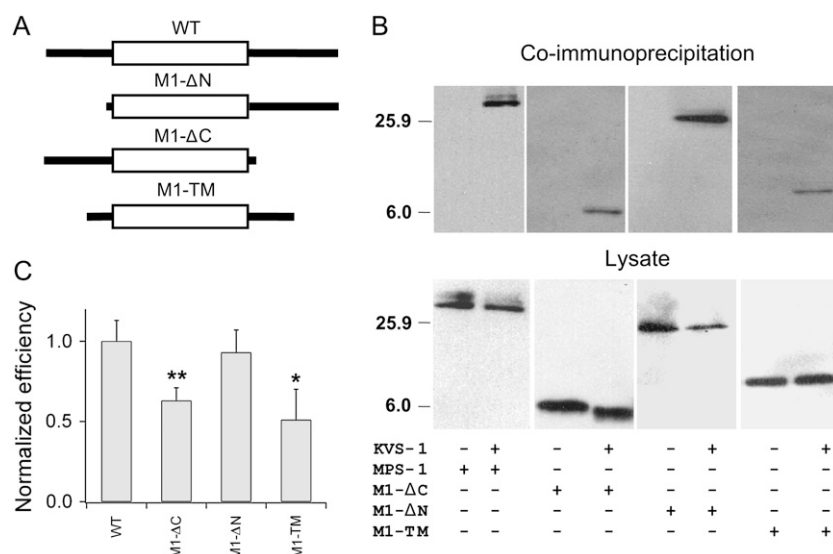 A
WT
M1-ΔN
M1-ΔC
M1-TM
B
Co-immunoprecipitation
25.9
6.0
Lysate
25.9
6.0
KVS-1 - + - + - + - +
MPS-1 + + - - - - - -
M1-ΔC - - + + - - - -
M1-ΔN - - - - + + - -
M1-TM - - - - - - + +
C
Normalized efficiency
1.0
0.5
0.0
**
*
WT
M1-ΔC
M1-ΔN
M1-TM